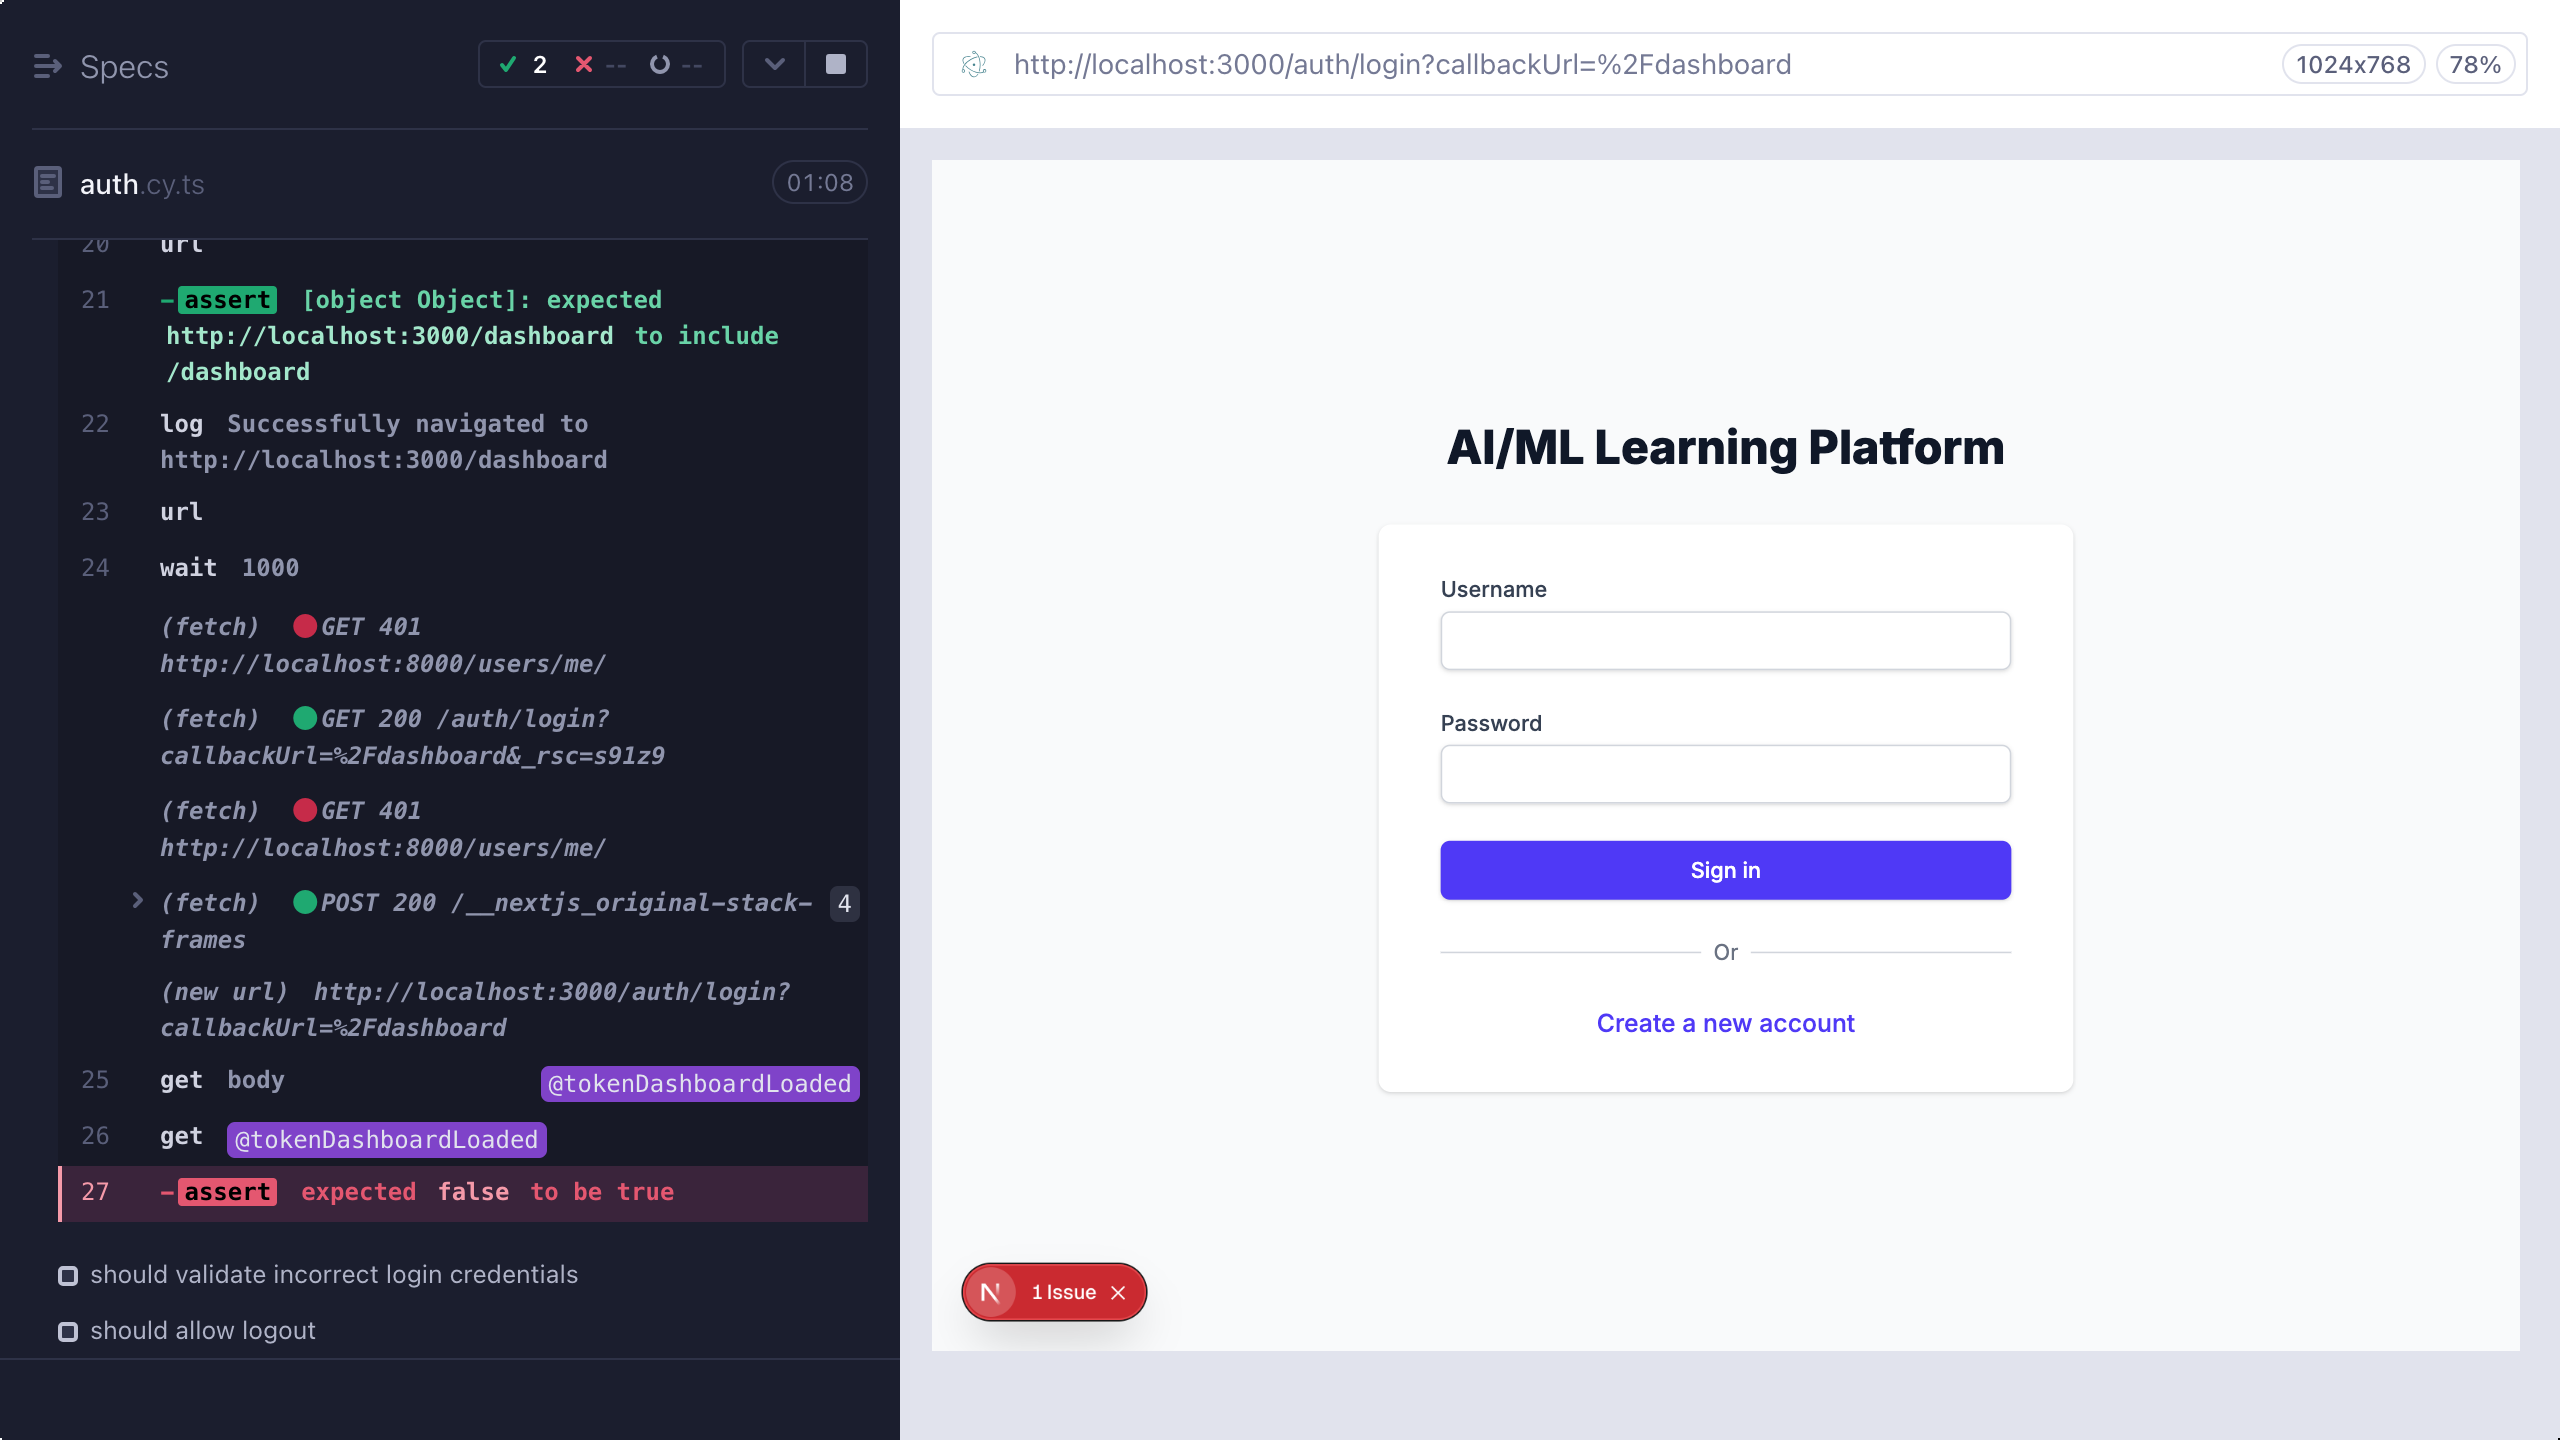 Specs
2 -- --
auth.cy.ts
01:08
20 url
21 -assert [object Object]: expected
http://localhost:3000/dashboard to include
/dashboard
22 log Successfully navigated to
http://localhost:3000/dashboard
23 url
24 wait 1000
(fetch) GET 401
http://localhost:8000/users/me/
(fetch) GET 200 /auth/login?
callbackUrl=%2Fdashboard&_rsc=s91z9
(fetch) GET 401
http://localhost:8000/users/me/
(fetch) POST 200 /__nextjs_original-stack- 4
frames
(new url) http://localhost:3000/auth/login?
callbackUrl=%2Fdashboard
25 get body @tokenDashboardLoaded
26 get @tokenDashboardLoaded
27 -assert expected false to be true
should validate incorrect login credentials
should allow logout
http://localhost:3000/auth/login?callbackUrl=%2Fdashboard
1024x768
78%
AI/ML Learning Platform
Username
Password
Sign in
Or
Create a new account
N 1 Issue